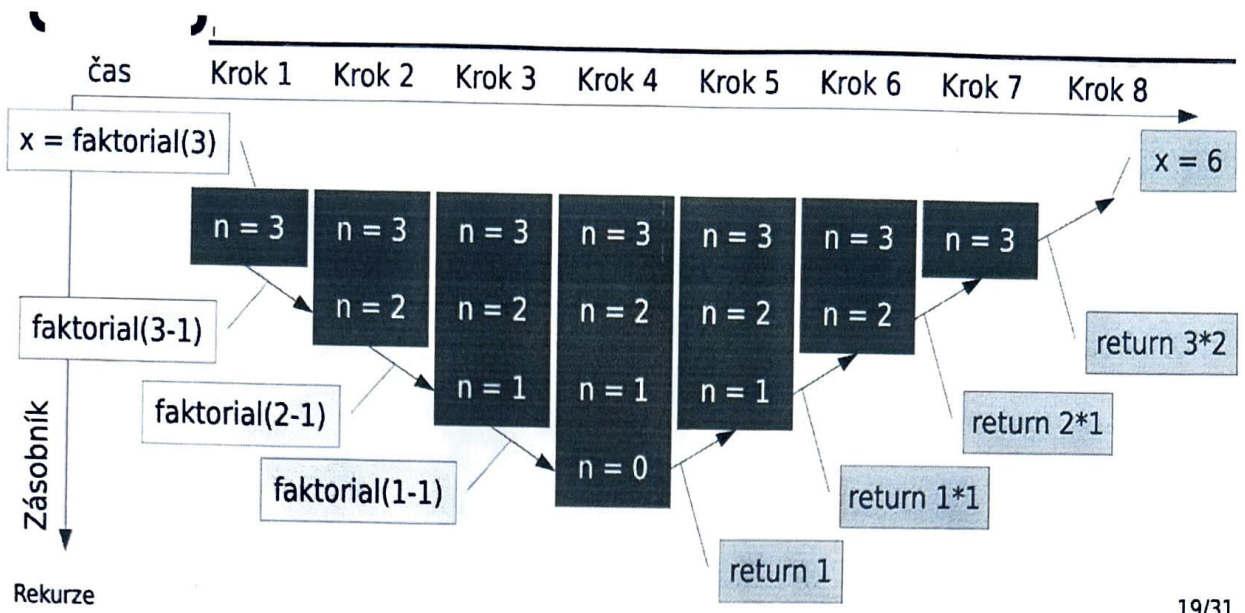 čas Krok 1 Krok 2 Krok 3 Krok 4 Krok 5 Krok 6 Krok 7 Krok 8
x = faktorial(3)
x = 6
n = 3 n = 3 n = 3 n = 3 n = 3 n = 3 n = 3
n = 2 n = 2 n = 2 n = 2 n = 2
faktorial(3-1)
return 3*2
n = 1 n = 1 n = 1
faktorial(2-1)
return 2*1
n = 0
faktorial(1-1)
return 1*1
Zásobník
return 1
Rekurze
19/31